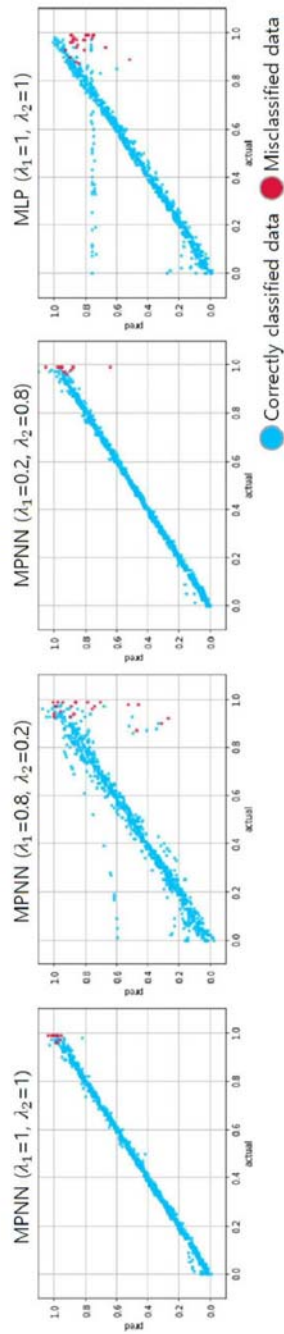 MPNN (λ₁=1, λ₂=1)
pred
1.0
0.8
0.6
0.4
0.2
0.0
0.0 0.2 0.4 0.6 0.8 1.0
actual
MPNN (λ₁=0.8, λ₂=0.2)
pred
1.0
0.8
0.6
0.4
0.2
0.0
0.0 0.2 0.4 0.6 0.8 1.0
actual
MPNN (λ₁=0.2, λ₂=0.8)
pred
1.0
0.8
0.6
0.4
0.2
0.0
0.0 0.2 0.4 0.6 0.8 1.0
actual
MLP (λ₁=1, λ₂=1)
pred
1.0
0.8
0.6
0.4
0.2
0.0
0.0 0.2 0.4 0.6 0.8 1.0
actual
Correctly classified data Misclassified data